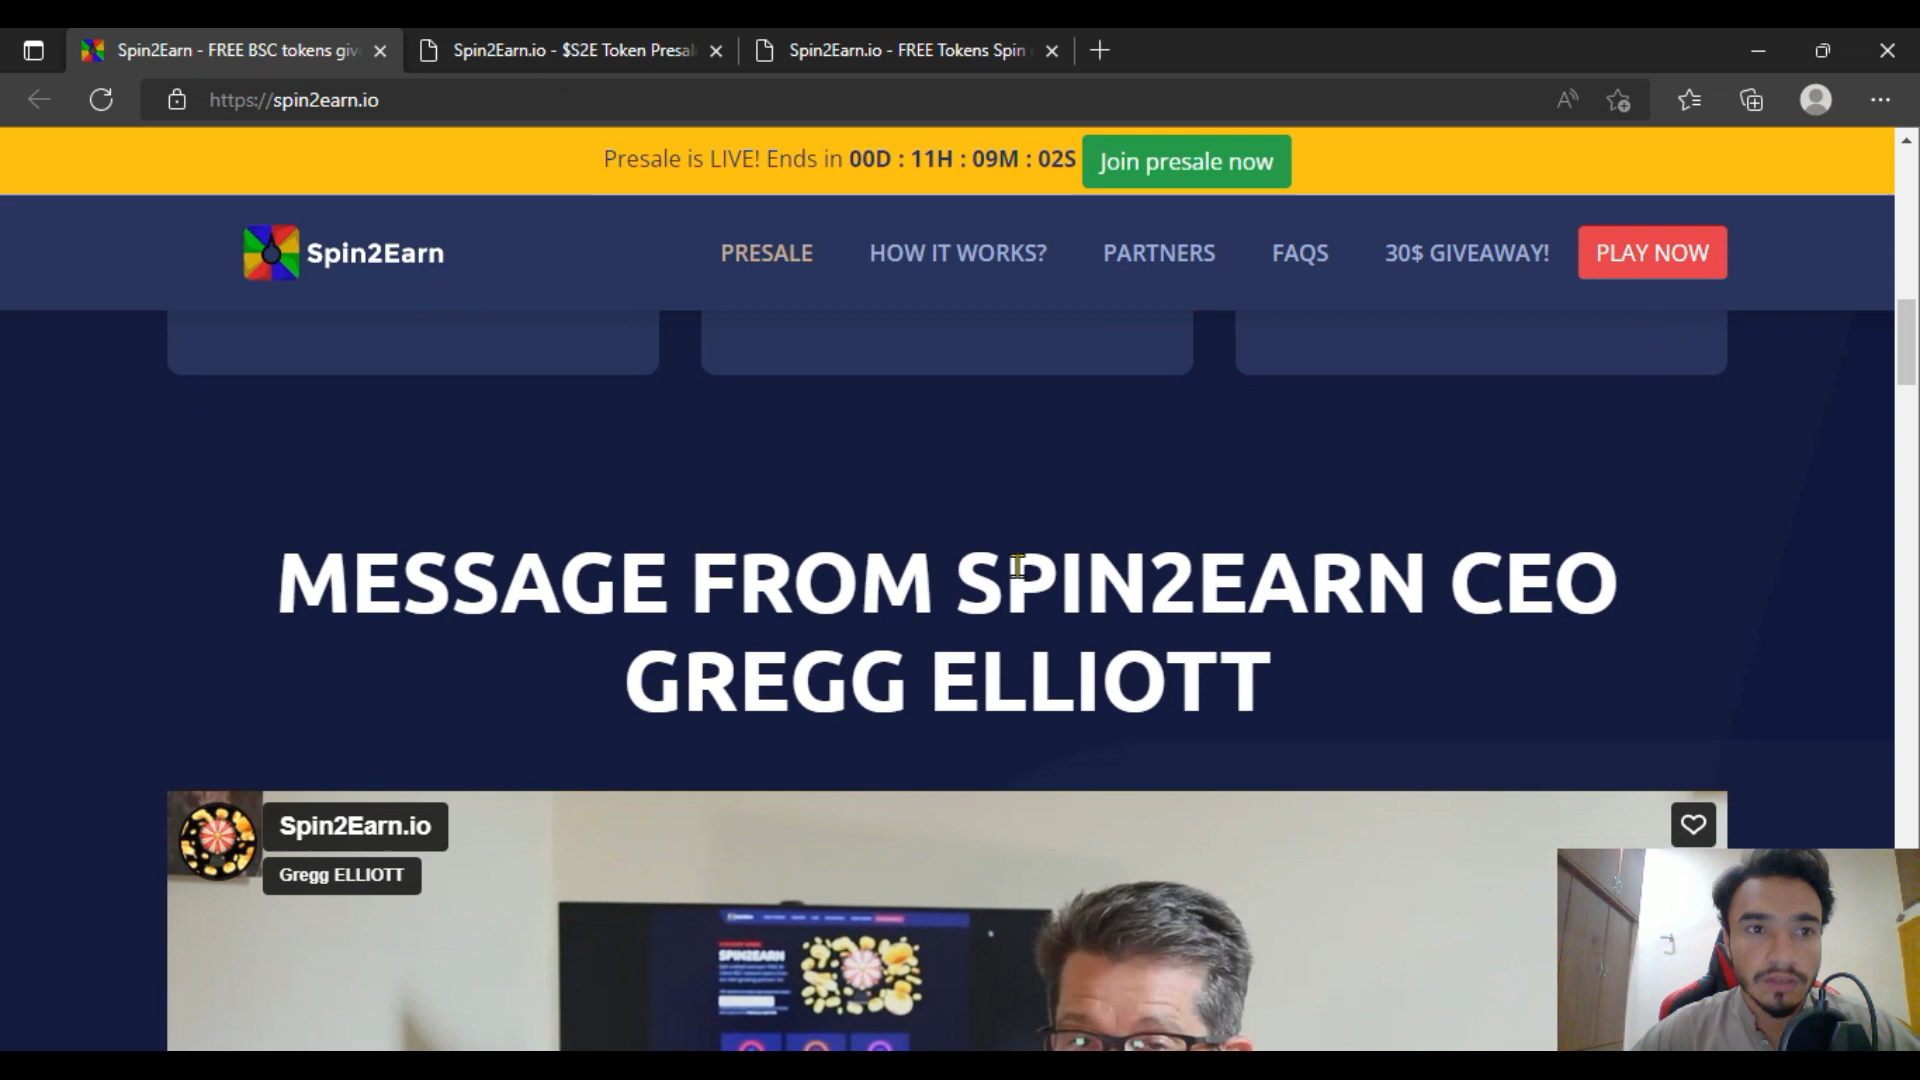 Spin2Earn - FREE BSC tokens giv
Spin2Earn.io - $S2E Token Presal
Spin2Earn.io - FREE Tokens Spin
https://spin2earn.io
Presale is LIVE! Ends in 00D : 11H : 09M : 02S Join presale now
Spin2Earn PRESALE HOW IT WORKS? PARTNERS FAQS 30$ GIVEAWAY! PLAY NOW
MESSAGE FROM SPIN2EARN CEO
GREGG ELLIOTT
Spin2Earn.io
Gregg ELLIOTT
SPIN2EARN